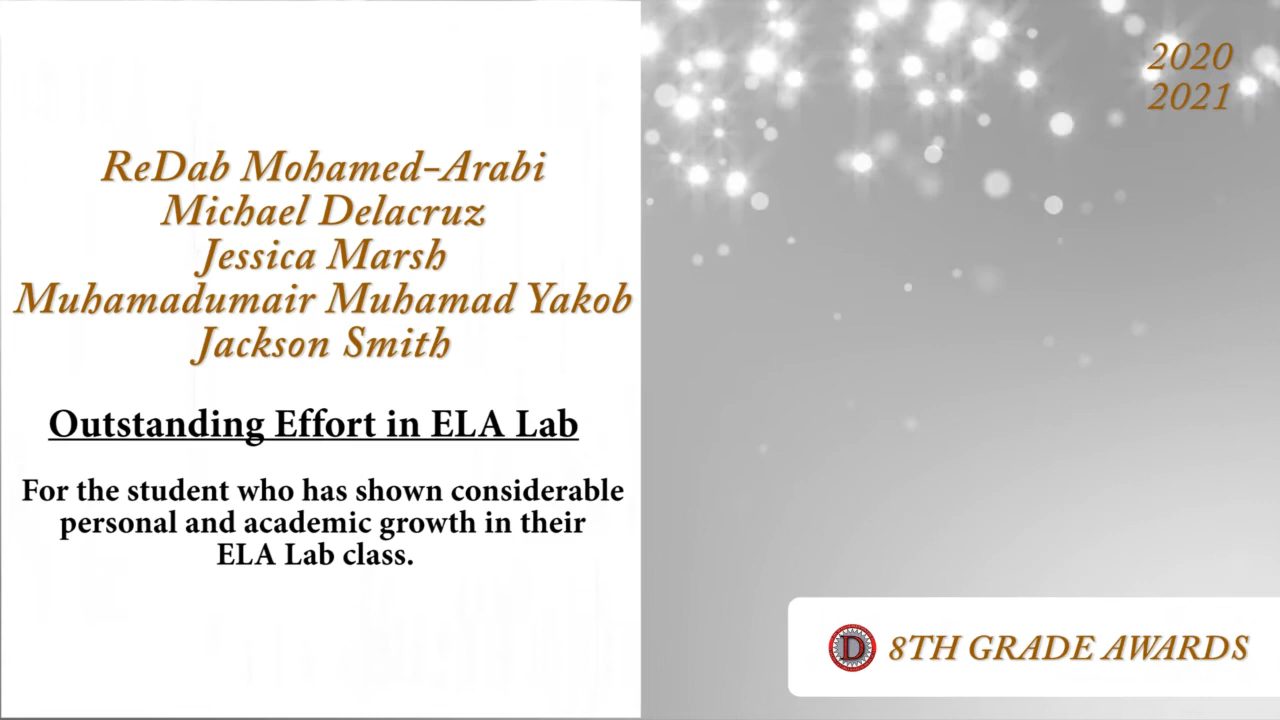 ReDab Mohamed-Arabi
Michael Delacruz
Jessica Marsh
Muhamadumair Muhamad Yakob
Jackson Smith
Outstanding Effort in ELA Lab
For the student who has shown considerable
personal and academic growth in their
ELA Lab class.
2020
2021
D
8TH GRADE AWARDS